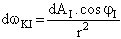 dω_KI = dA_I · cos φ_I / r²